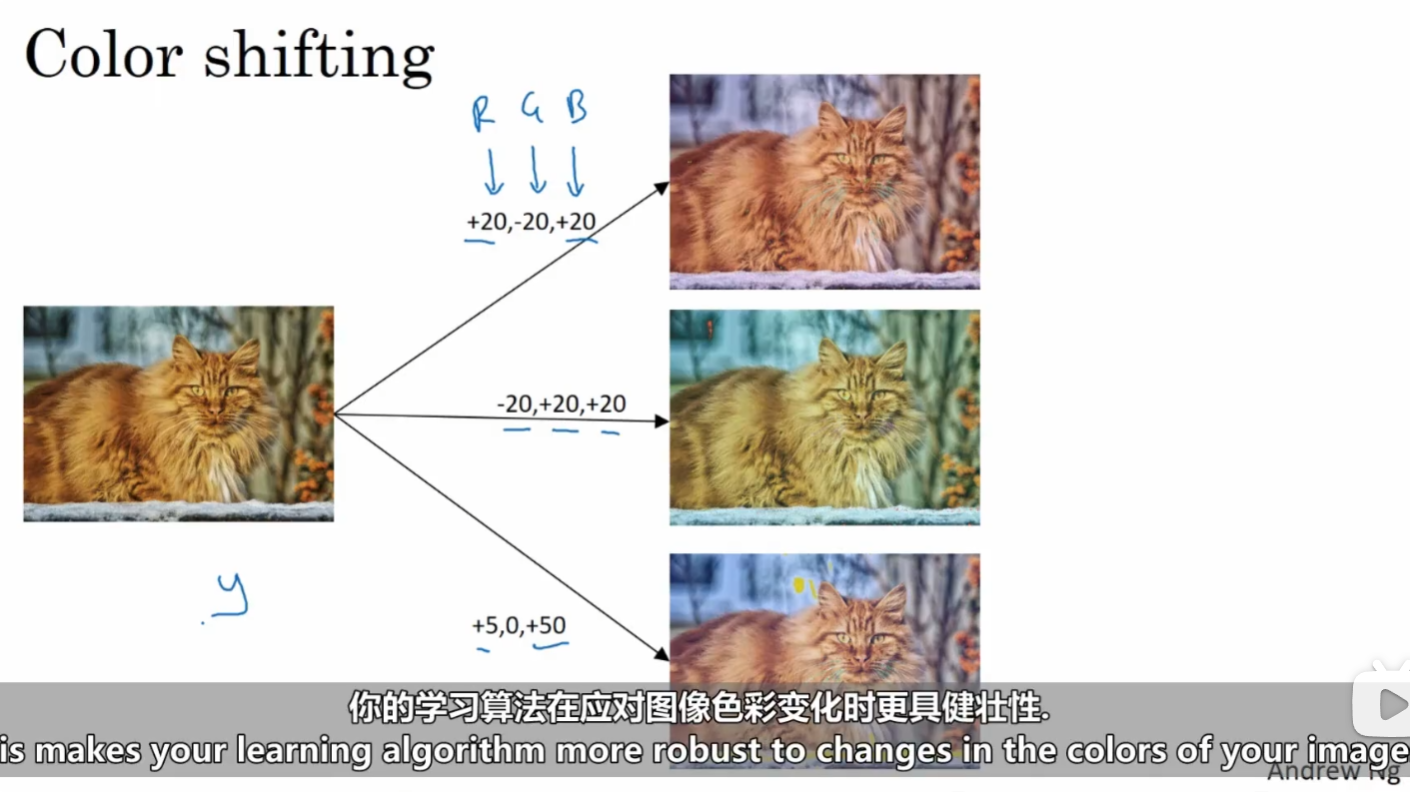 Color shifting
R G B
+20,-20,+20
-20,+20,+20
y
+5,0,+50
你的学习算法在应对图像色彩变化时更具健壮性.
is makes your learning algorithm more robust to changes in the colors of your image
Andrew Ng